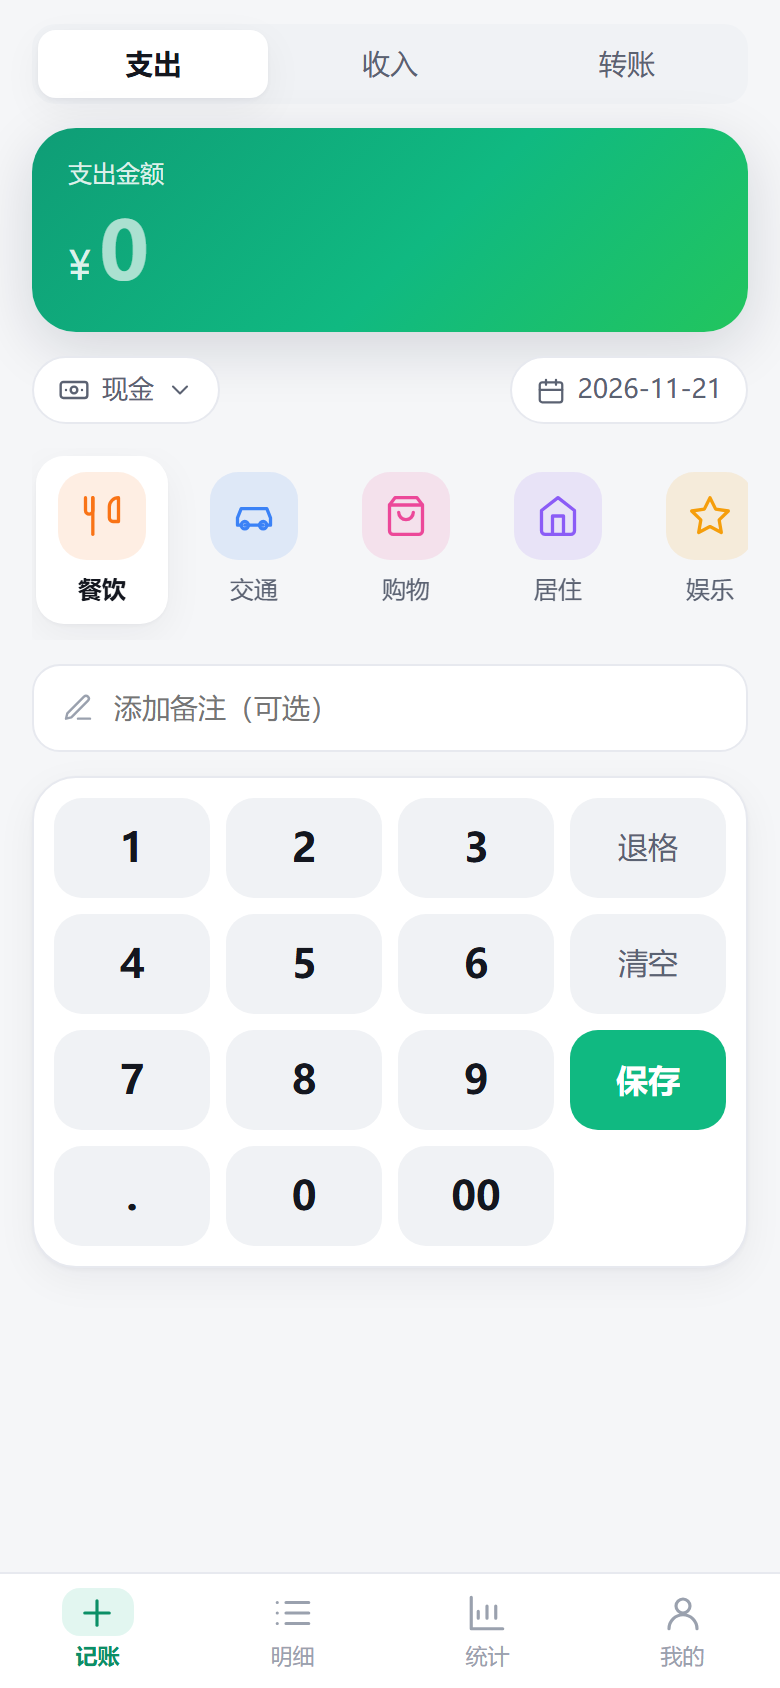 支出 收入 转账
支出金额
¥ 0
现金 2026-11-21
餐饮 交通 购物 居住 娱乐
添加备注（可选）
1 2 3 退格
4 5 6 清空
7 8 9 保存
. 0 00
记账 明细 统计 我的